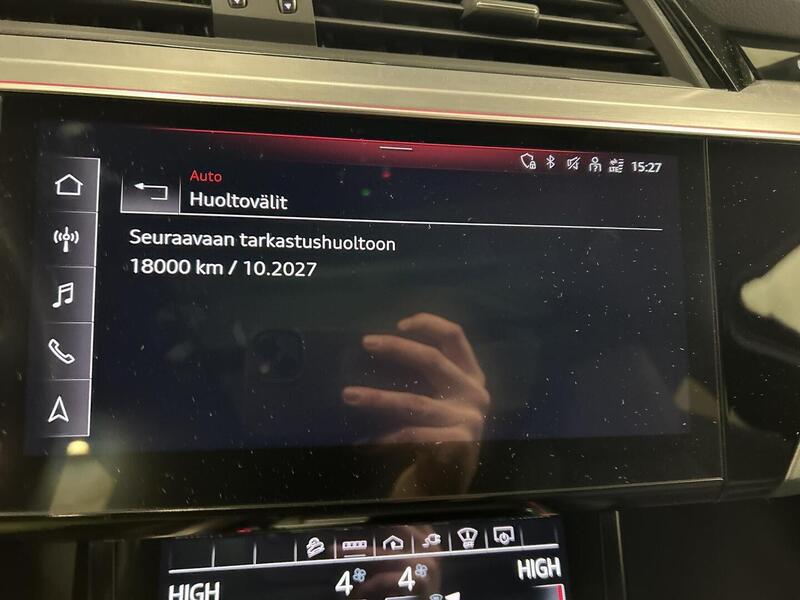 15:27
Auto
Huoltovälit
Seuraavaan tarkastushuoltoon
18000 km / 10.2027
HIGH
4
4
HIGH